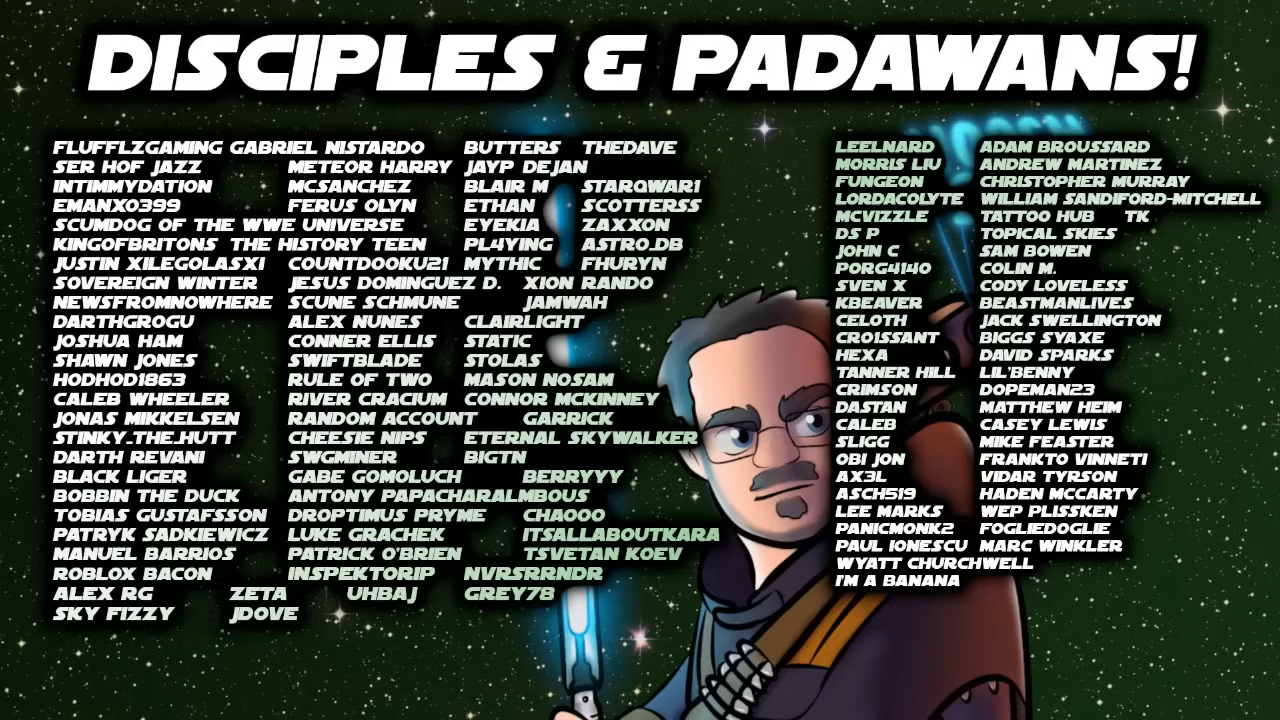 DISCIPLES & PADAWANS!
FLUFFLZGAMING GABRIEL NISTARDO BUTTERS THEDAVE
SER HOF JAZZ METEOR HARRY JAYP DEJAN
INTIMMYDATION MCSANCHEZ BLAIR M STARQWAR1
EMANX0399 FERUS OLYN ETHAN SCOTTERSS
SCUMDOG OF THE WWE UNIVERSE EYEKIA ZAXXON
KINGOFBRITONS THE HISTORY TEEN PL4YING ASTRO_DB
JUSTIN XILEGOLASXI COUNTDOOKU21 MYTHIC FHURYN
SOVEREIGN WINTER JESUS DOMINGUEZ D. XION RANDO
NEWSFROMNOWHERE SCUNE SCHMUNE JAMWAH
DARTHGROGU ALEX NUNES CLAIRLIGHT
JOSHUA HAM CONNER ELLIS STATIC
SHAWN JONES SWIFTBLADE STOLAS
HODHOD1863 RULE OF TWO MASON NOSAM
CALEB WHEELER RIVER CRACIUM CONNOR MCKINNEY
JONAS MIKKELSEN RANDOM ACCOUNT GARRICK
STINKY_THE_HUTT CHEESIE NIPS ETERNAL SKYWALKER
DARTH REVANI SWGMINER BIGTN
BLACK LIGER GABE GOMOLUCH BERRYYY
BOBBIN THE DUCK ANTONY PAPACHARALMBOUS
TOBIAS GUSTAFSSON DROPTIMUS PRYME CHAOOO
PATRYK SADKIEWICZ LUKE GRACHEK ITSALLABOUTKARA
MANUEL BARRIOS PATRICK O'BRIEN TSVETAN KOEV
ROBLOX BACON INSPEKTORIP NVRSRRNDR
ALEX RG ZETA UHBAJ GREY78
SKY FIZZY JDOVE
LEELNARD ADAM BROUSSARD
MORRIS LIU ANDREW MARTINEZ
FUNGEON CHRISTOPHER MURRAY
LORDACOLYTE WILLIAM SANDIFORD-MITCHELL
MCVIZZLE TATTOO HUB TK
DS P TOPICAL SKIES
JOHN C SAM BOWEN
PORG4140 COLIN M.
SVEN X CODY LOVELESS
KBEAVER BEASTMANLIVES
CELOTH JACK SWELLINGTON
CRO1SSANT BIGGS SYAXE
HEXA DAVID SPARKS
TANNER HILL LIL'BENNY
CRIMSON DOPEMAN23
DASTAN MATTHEW HEIM
CALEB CASEY LEWIS
SLIGG MIKE FEASTER
OBI JON FRANKTO VINNETI
AX3L VIDAR TYRSON
ASCH519 HADEN MCCARTY
LEE MARKS WEP PLISSKEN
PANICMONK2 FOGLIEDOGLIE
PAUL IONESCU MARC WINKLER
WYATT CHURCHWELL
I'M A BANANA